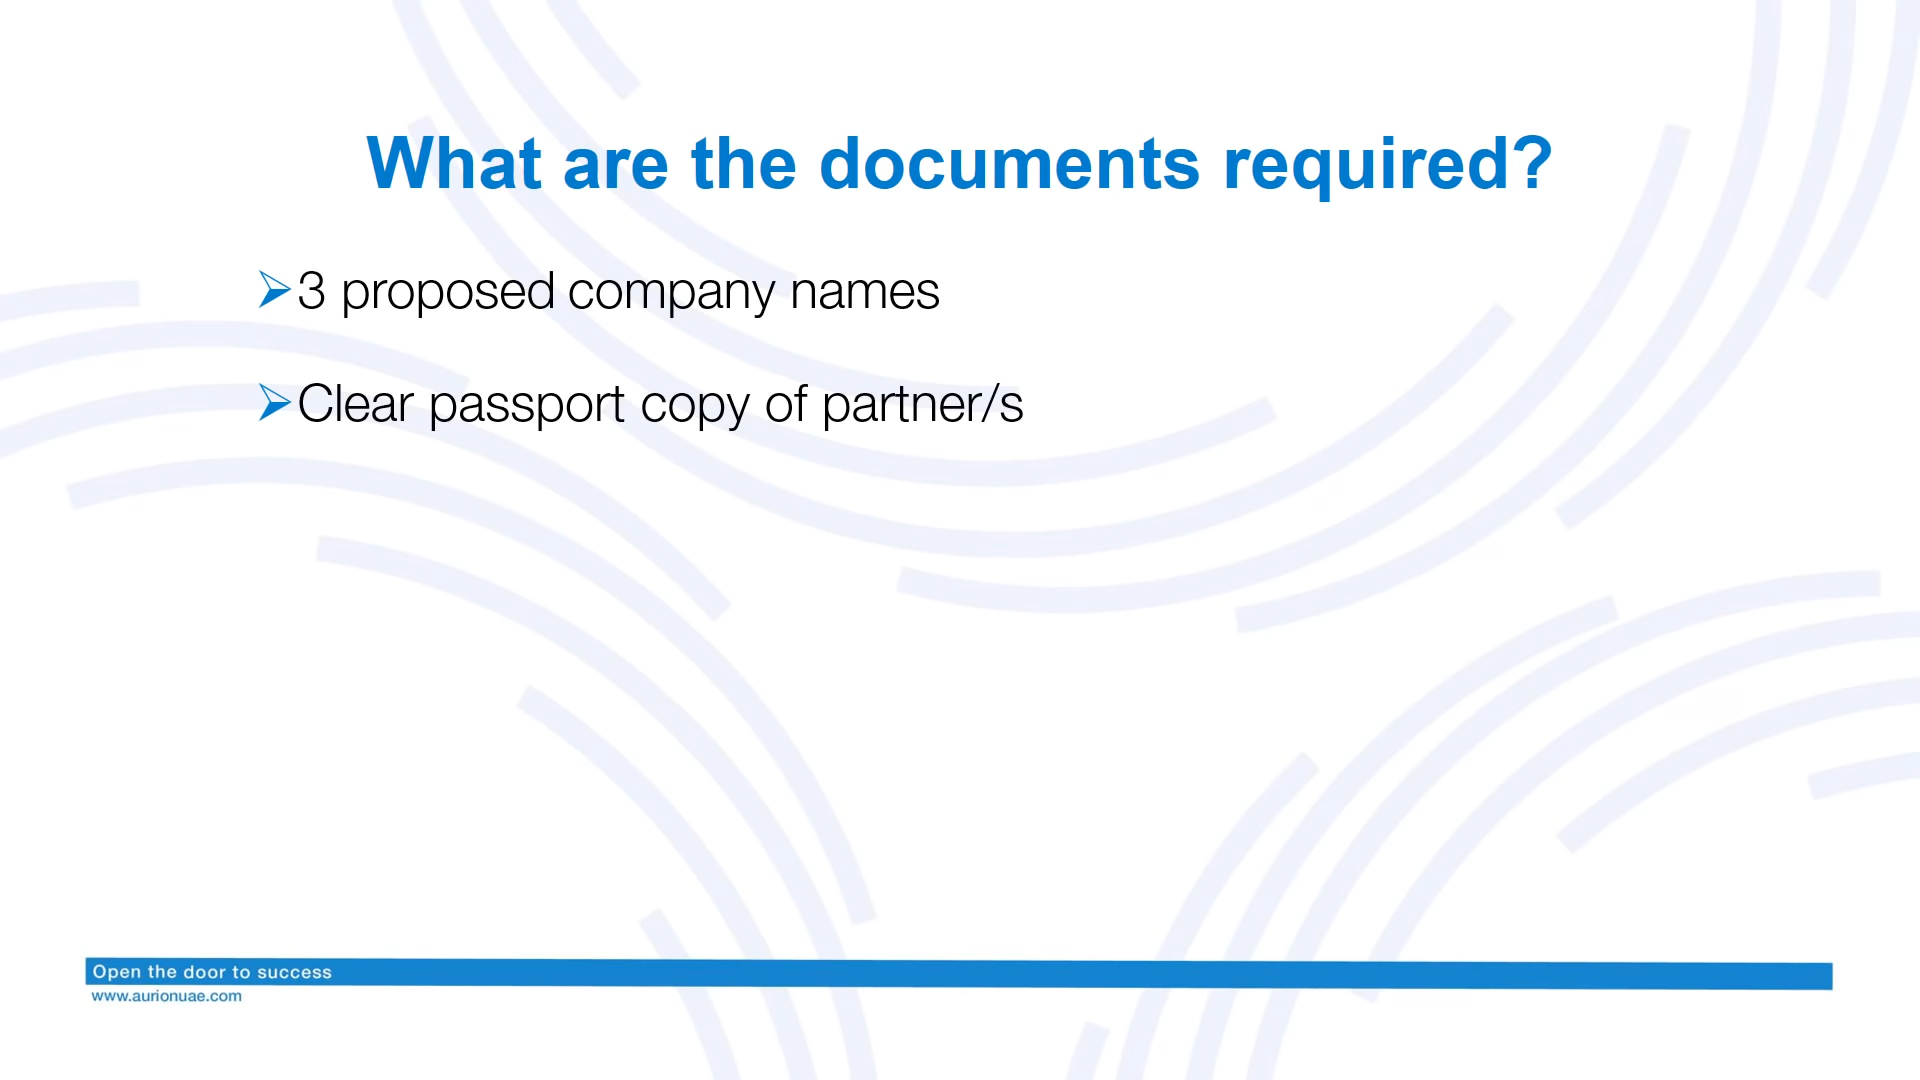 What are the documents required?
3 proposed company names
Clear passport copy of partner/s
Open the door to success
www.aurionuae.com